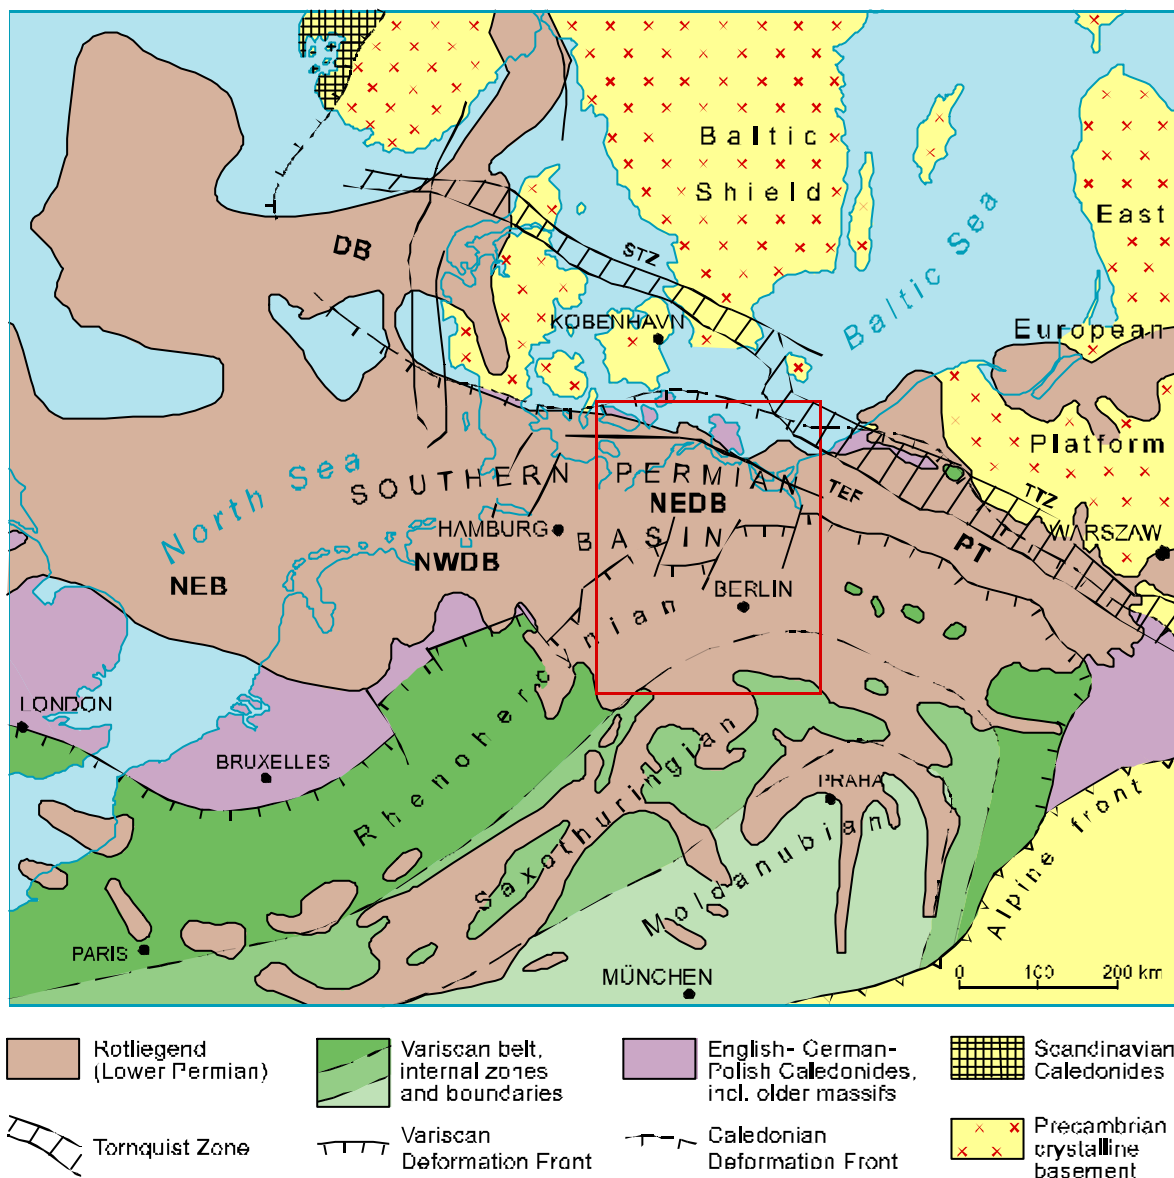 Baltic
Shield
East
European
Platform
Baltic Sea
North Sea
DB
STZ
KOBENHAVN
SOUTHERN PERMIAN
BASIN
NEDB
TEF
TTZ
HAMBURG
NWDB
NEB
PT
WARSZAW
BERLIN
LONDON
BRUXELLES
Rhenohercynian
Saxothuringian
PRAHA
Moldanubian
Alpine front
PARIS
MÜNCHEN
0 100 200 km
Rotliegend
(Lower Permian)
Variscan belt,
internal zones
and boundaries
English- German-
Polish Caledonides,
incl. older massifs
Scandinavian
Caledonides
Tornquist Zone
Variscan
Deformation Front
Caledonian
Deformation Front
Precambrian
crystalline
basement